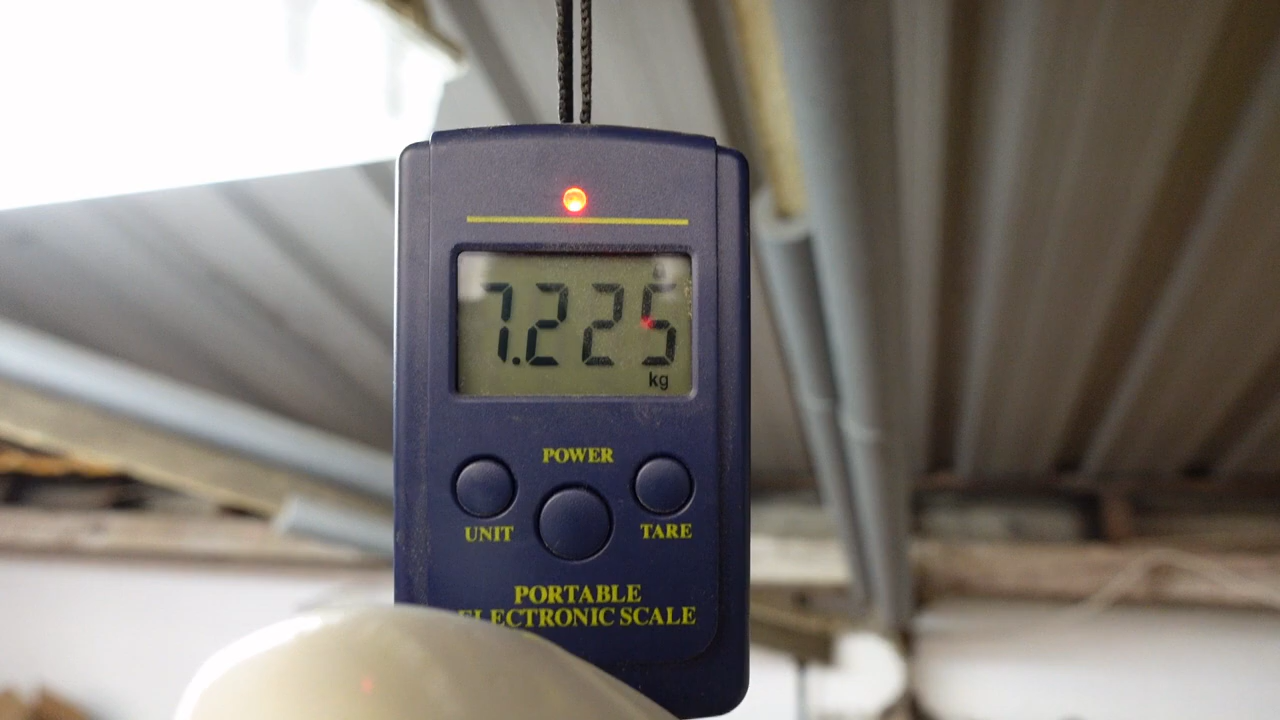 7.225
kg
POWER
UNIT
TARE
PORTABLE
ELECTRONIC SCALE